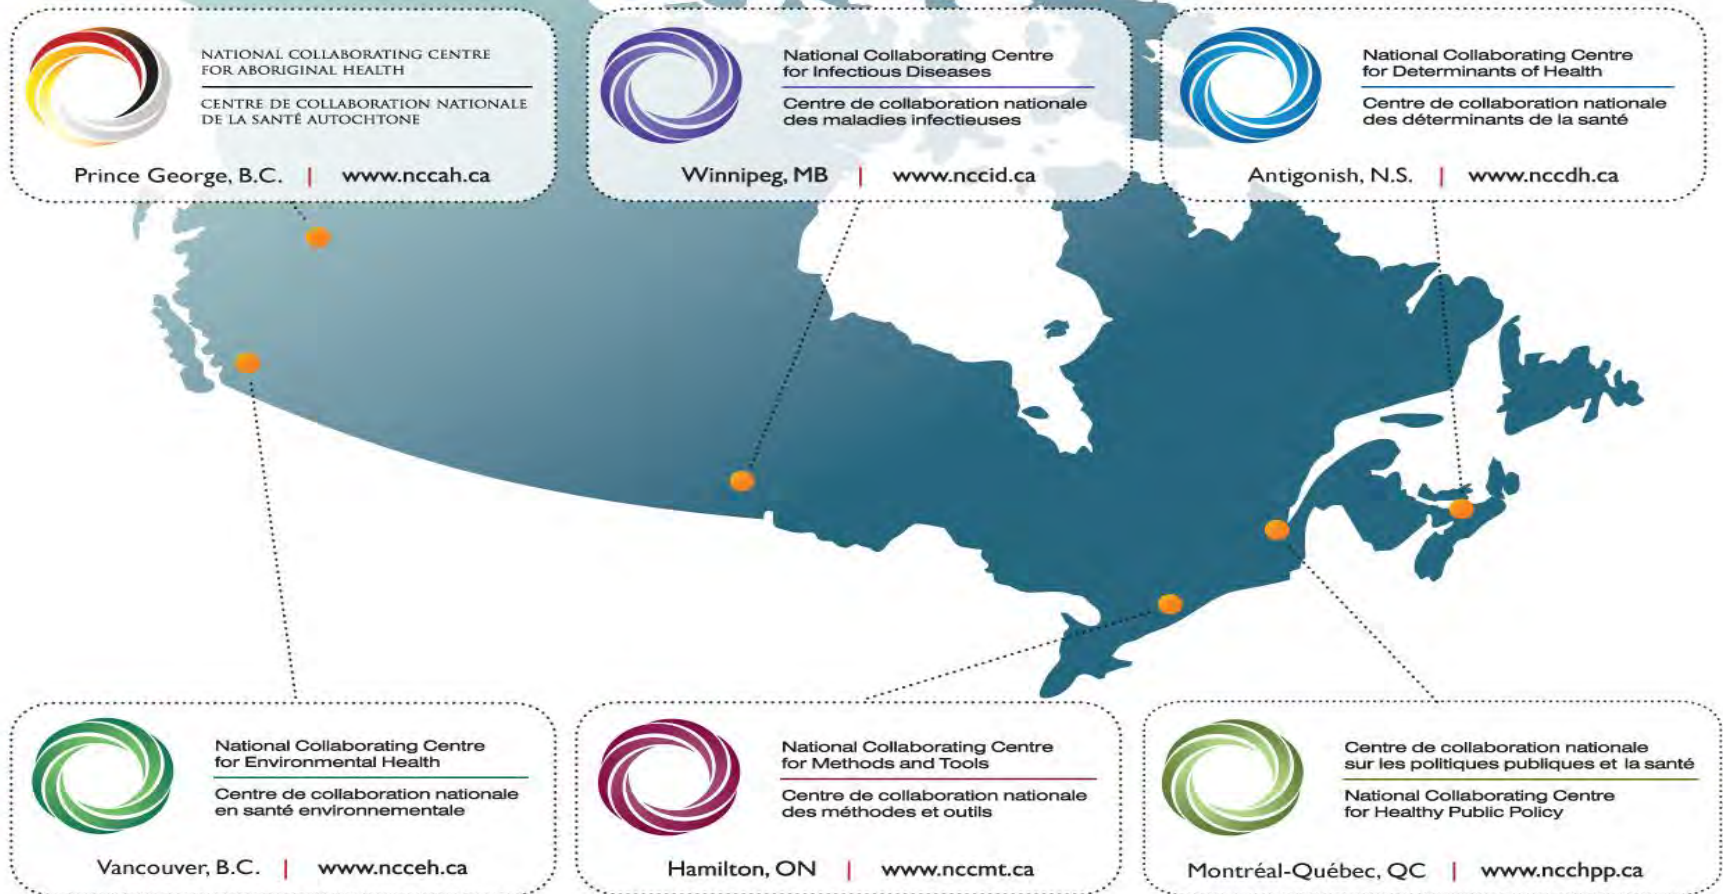 NATIONAL COLLABORATING CENTRE
FOR ABORIGINAL HEALTH
CENTRE DE COLLABORATION NATIONALE
DE LA SANTÉ AUTOCHTONE
Prince George, B.C. | www.nccah.ca
National Collaborating Centre
for Infectious Diseases
Centre de collaboration nationale
des maladies infectieuses
Winnipeg, MB | www.nccid.ca
National Collaborating Centre
for Determinants of Health
Centre de collaboration nationale
des déterminants de la santé
Antigonish, N.S. | www.nccdh.ca
National Collaborating Centre
for Environmental Health
Centre de collaboration nationale
en santé environnementale
Vancouver, B.C. | www.ncceh.ca
National Collaborating Centre
for Methods and Tools
Centre de collaboration nationale
des méthodes et outils
Hamilton, ON | www.nccmt.ca
Centre de collaboration nationale
sur les politiques publiques et la santé
National Collaborating Centre
for Healthy Public Policy
Montréal-Québec, QC | www.ncchpp.ca